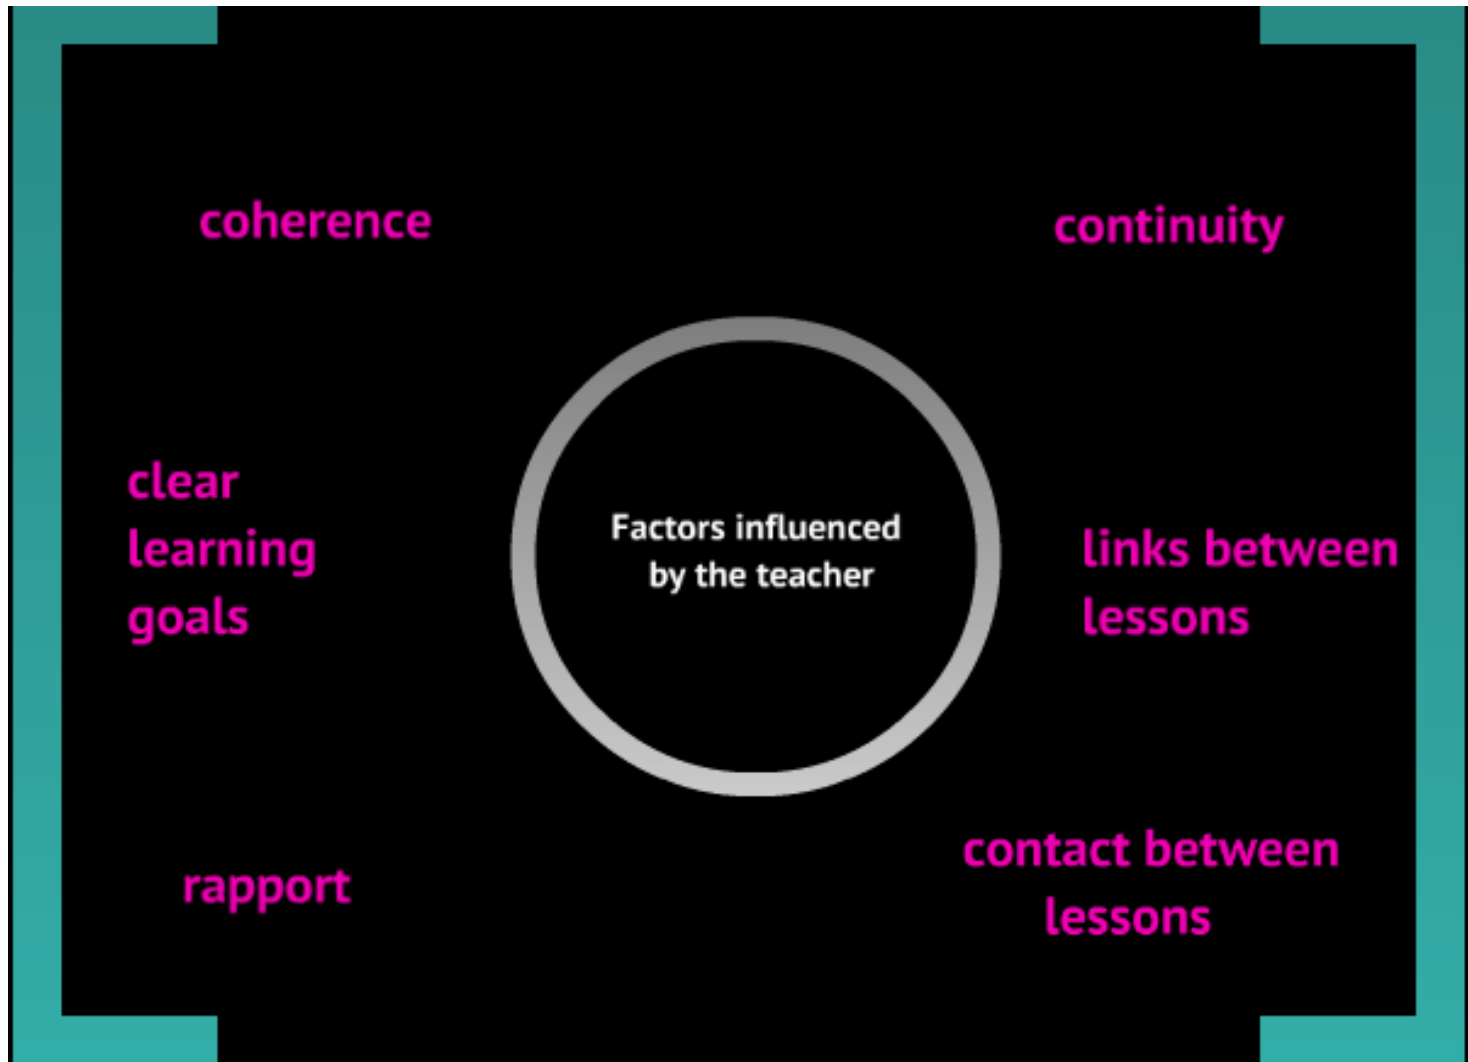 coherence
continuity
clear
learning
goals
Factors influenced
by the teacher
links between
lessons
rapport
contact between
lessons